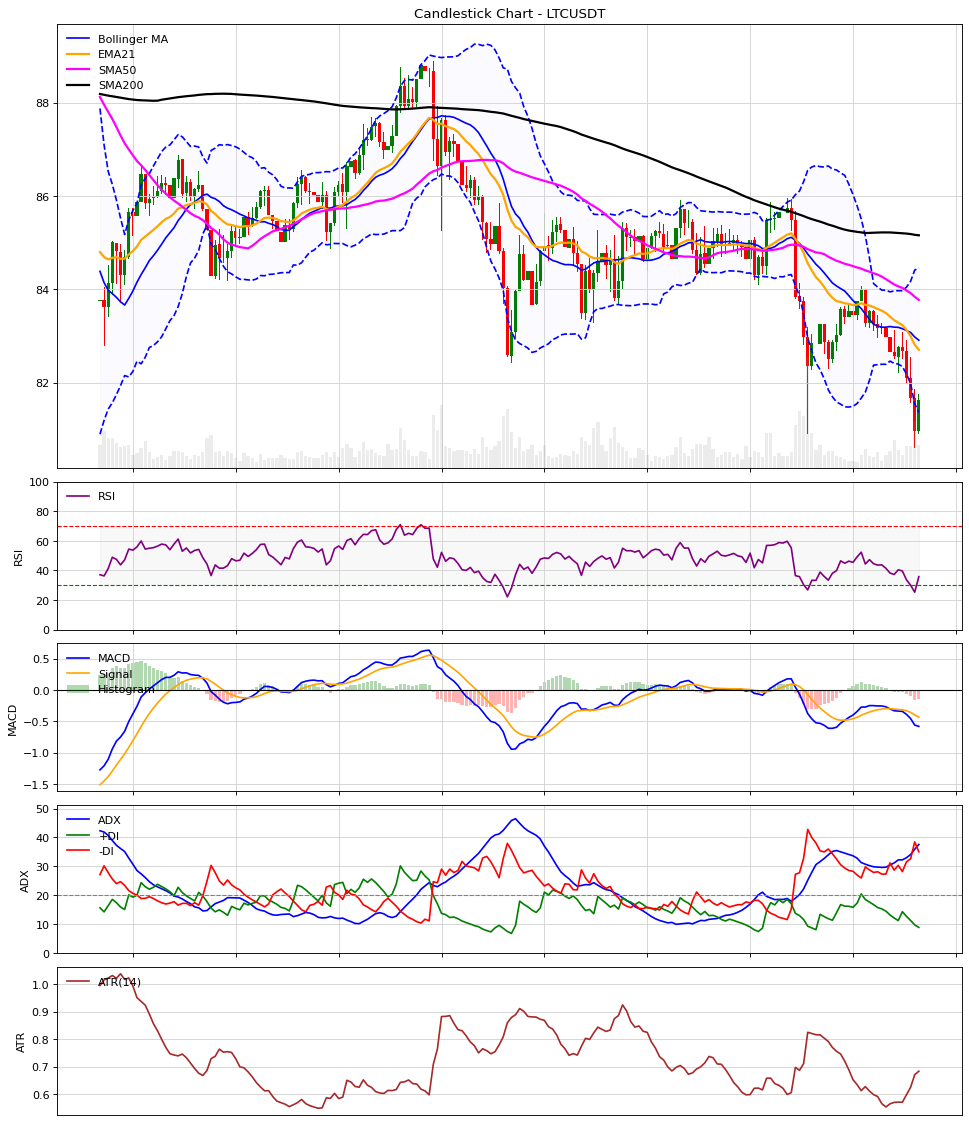 Candlestick Chart - LTCUSDT
Bollinger MA
EMA21
SMA50
SMA200
88
86
84
82
RSI
100
80
60
40
20
0
RSI
MACD
Signal
Histogram
0.5
0.0
−0.5
−1.0
−1.5
MACD
ADX
+DI
-DI
50
40
30
20
10
0
ADX
ATR(14)
1.0
0.9
0.8
0.7
0.6
ATR